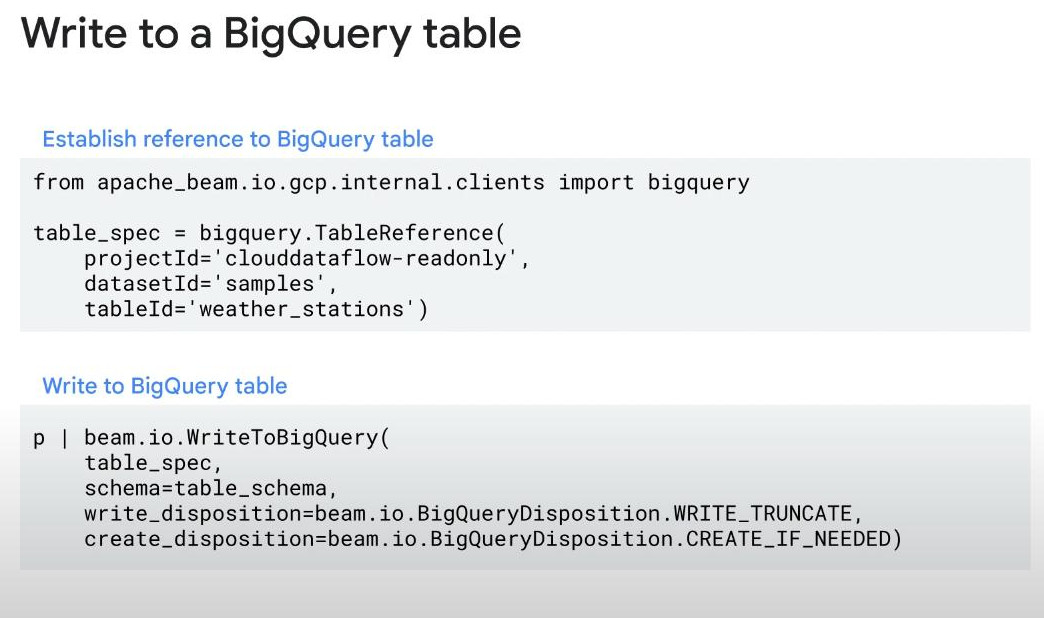 Write to a BigQuery table
Establish reference to BigQuery table
from apache_beam.io.gcp.internal.clients import bigquery
table_spec = bigquery.TableReference(
    projectId='clouddataflow-readonly',
    datasetId='samples',
    tableId='weather_stations')
Write to BigQuery table
p | beam.io.WriteToBigQuery(
    table_spec,
    schema=table_schema,
    write_disposition=beam.io.BigQueryDisposition.WRITE_TRUNCATE,
    create_disposition=beam.io.BigQueryDisposition.CREATE_IF_NEEDED)